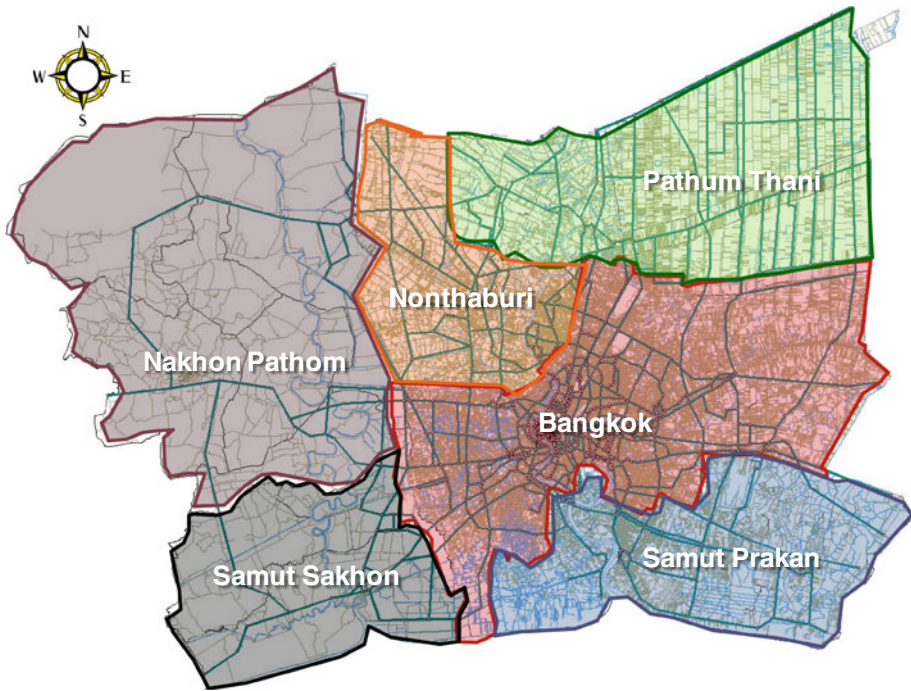 N
W E
S
Pathum Thani
Nonthaburi
Nakhon Pathom
Bangkok
Samut Prakan
Samut Sakhon